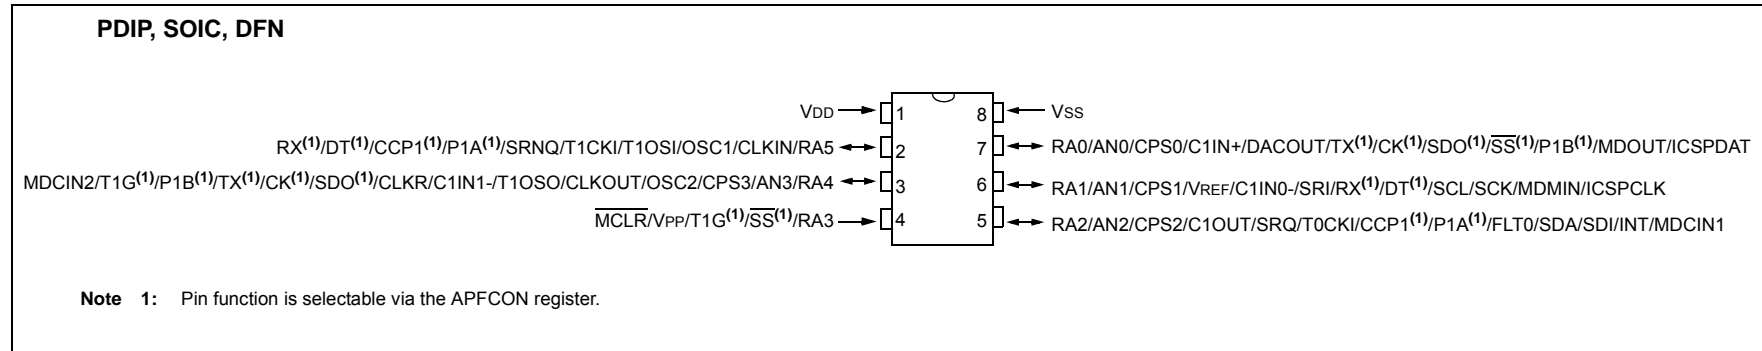 PDIP, SOIC, DFN
VDD 1 8 VSS
RX(1)/DT(1)/CCP1(1)/P1A(1)/SRNQ/T1CKI/T1OSI/OSC1/CLKIN/RA5 2 7 RA0/AN0/CPS0/C1IN+/DACOUT/TX(1)/CK(1)/SDO(1)/S̅S̅(1)/P1B(1)/MDOUT/ICSPDAT
MDCIN2/T1G(1)/P1B(1)/TX(1)/CK(1)/SDO(1)/CLKR/C1IN1-/T1OSO/CLKOUT/OSC2/CPS3/AN3/RA4 3 6 RA1/AN1/CPS1/VREF/C1IN0-/SRI/RX(1)/DT(1)/SCL/SCK/MDMIN/ICSPCLK
M̅C̅L̅R̅/VPP/T1G(1)/S̅S̅(1)/RA3 4 5 RA2/AN2/CPS2/C1OUT/SRQ/T0CKI/CCP1(1)/P1A(1)/FLT0/SDA/SDI/INT/MDCIN1
Note 1: Pin function is selectable via the APFCON register.